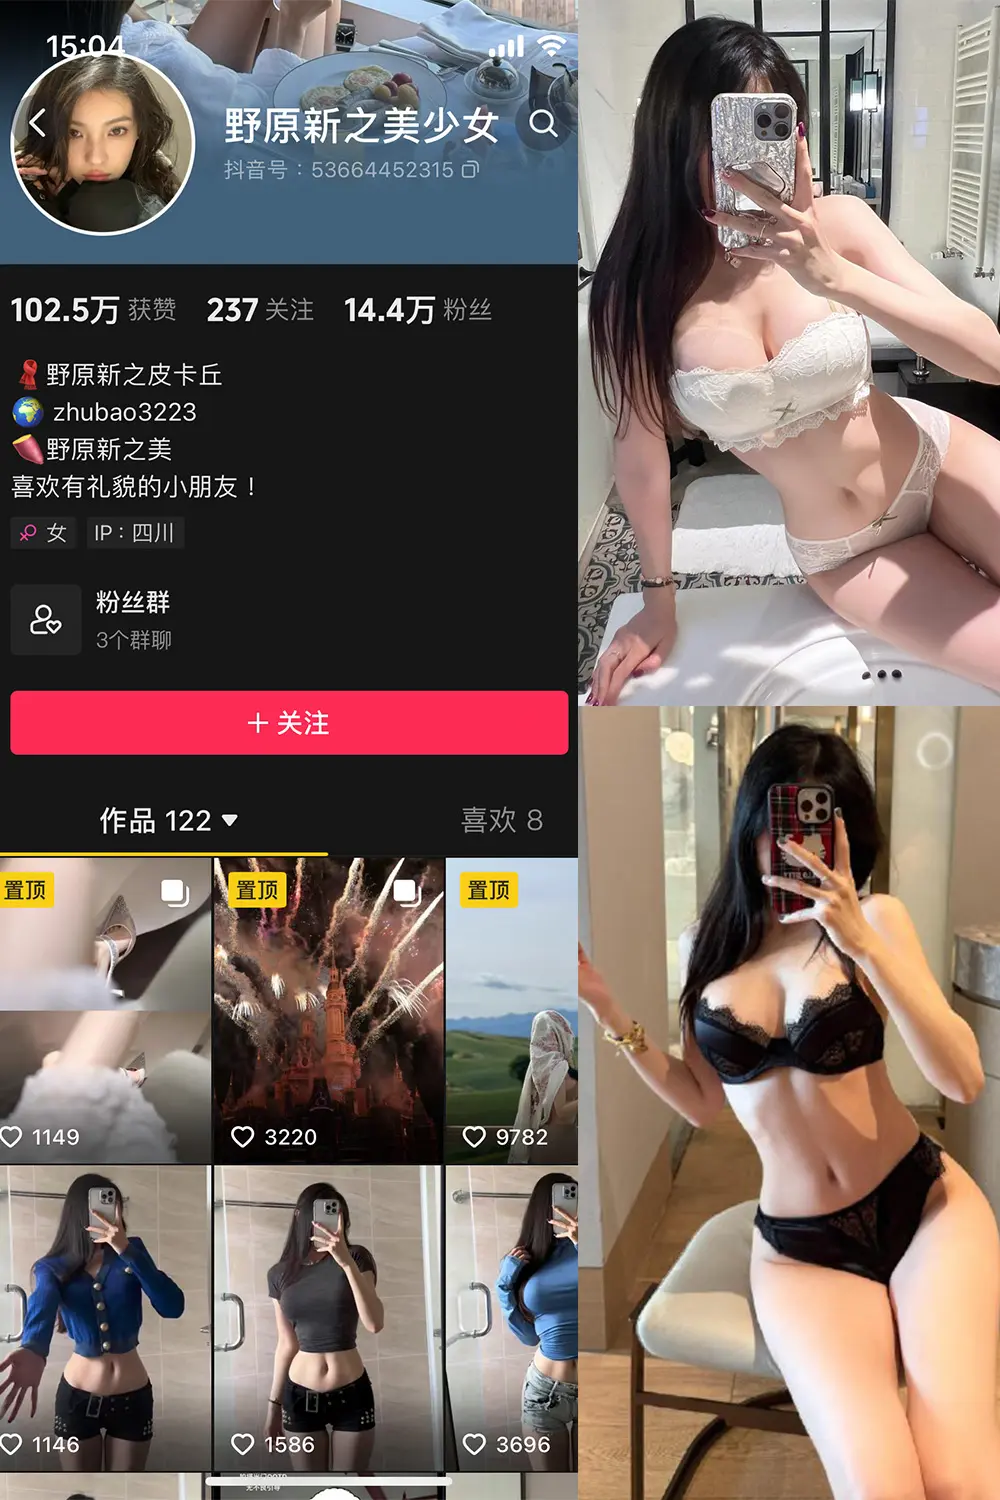 15:04
野原新之美少女
抖音号：53664452315
102.5万 获赞 237 关注 14.4万 粉丝
野原新之皮卡丘
zhubao3223
野原新之美
喜欢有礼貌的小朋友！
女 IP：四川
粉丝群
3个群聊
＋关注
作品 122 喜欢 8
置顶 置顶 置顶
1149 3220 9782
1146 1586 3696